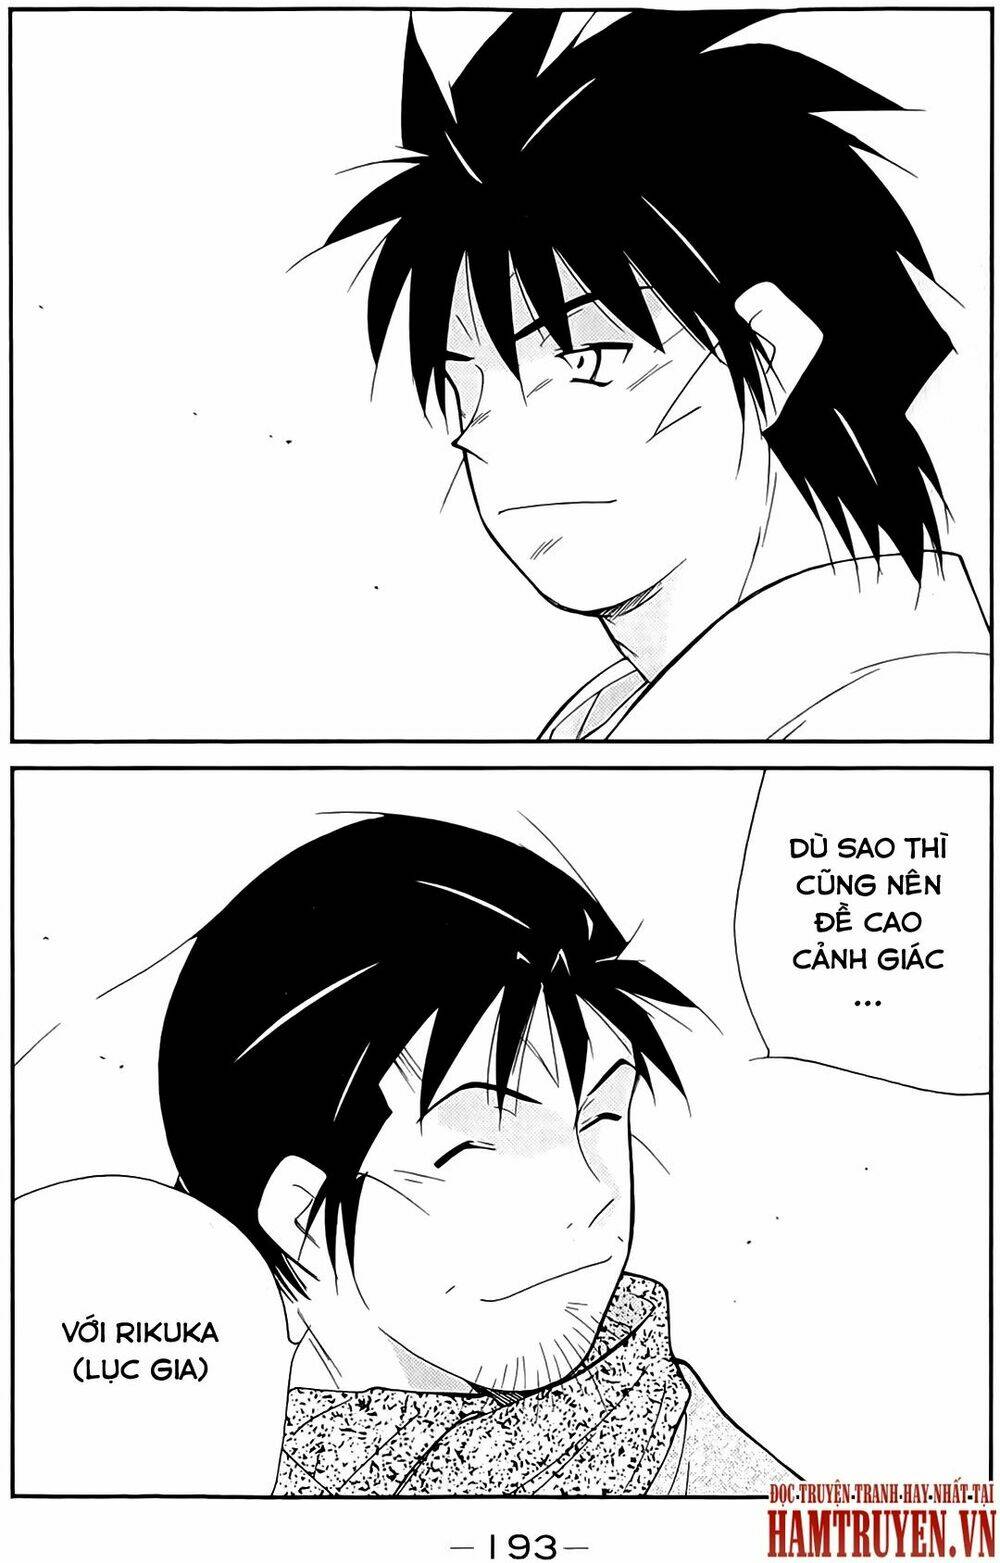 DÙ SAO THÌ
CŨNG NÊN
ĐỀ CAO
CẢNH GIÁC
...
VỚI RIKUKA
(LỤC GIA)
ĐỌC·TRUYỆN·TRANH·HAY·NHẤT·TẠI
HAMTRUYEN.VN
—193—